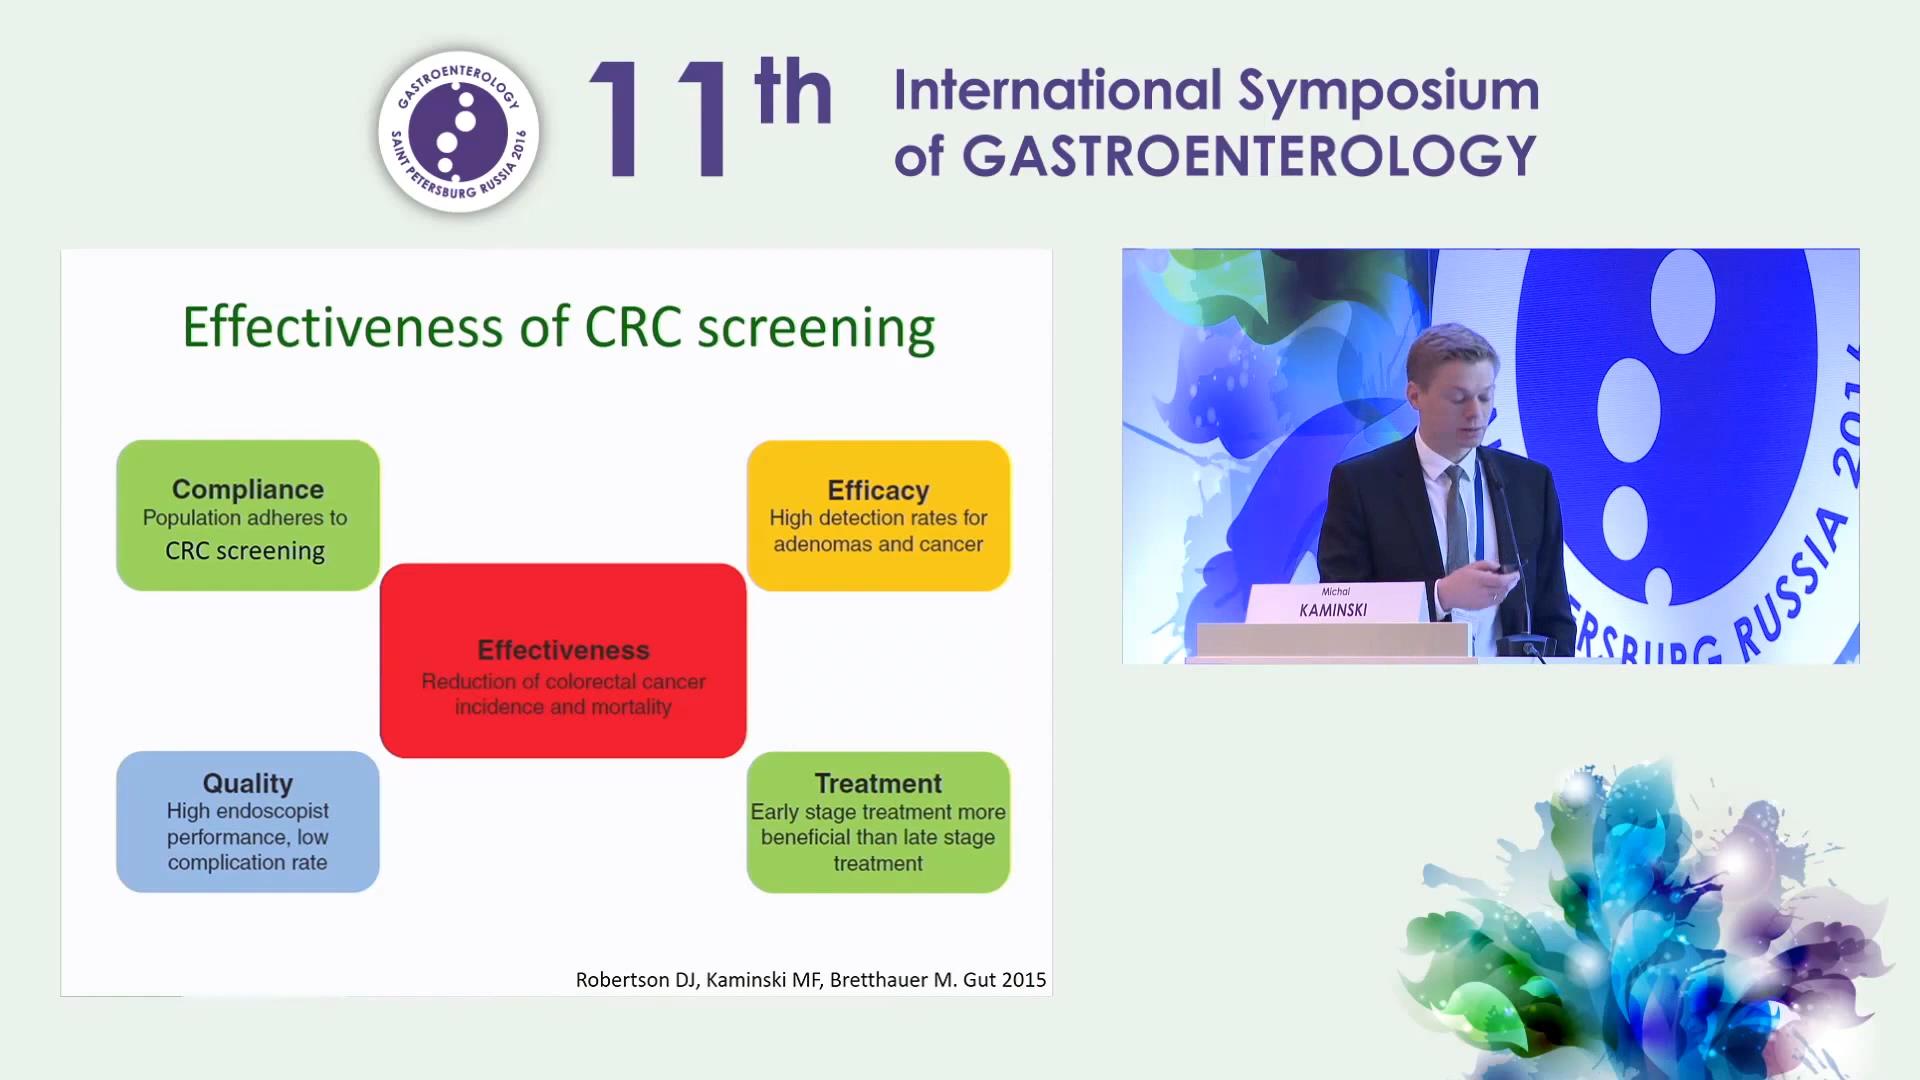 GASTROENTEROLOGY
SAINT PETERSBURG RUSSIA 2016
11th
International Symposium
of GASTROENTEROLOGY
Effectiveness of CRC screening
Compliance
Population adheres to
CRC screening
Efficacy
High detection rates for
adenomas and cancer
Effectiveness
Reduction of colorectal cancer
incidence and mortality
Quality
High endoscopist
performance, low
complication rate
Treatment
Early stage treatment more
beneficial than late stage
treatment
Robertson DJ, Kaminski MF, Bretthauer M. Gut 2015
Michal
KAMINSKI
ERSBURG RUSSIA 201